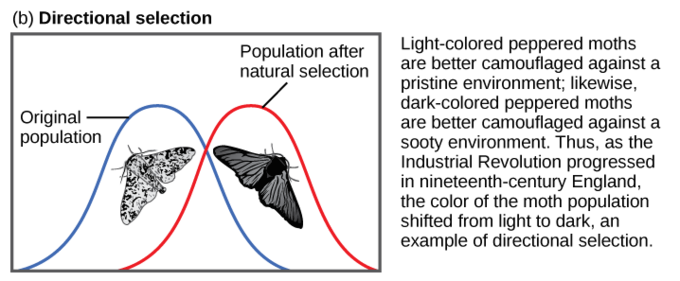 (b) Directional selection
Population after
natural selection
Original
population
Light-colored peppered moths
are better camouflaged against a
pristine environment; likewise,
dark-colored peppered moths
are better camouflaged against a
sooty environment. Thus, as the
Industrial Revolution progressed
in nineteenth-century England,
the color of the moth population
shifted from light to dark, an
example of directional selection.